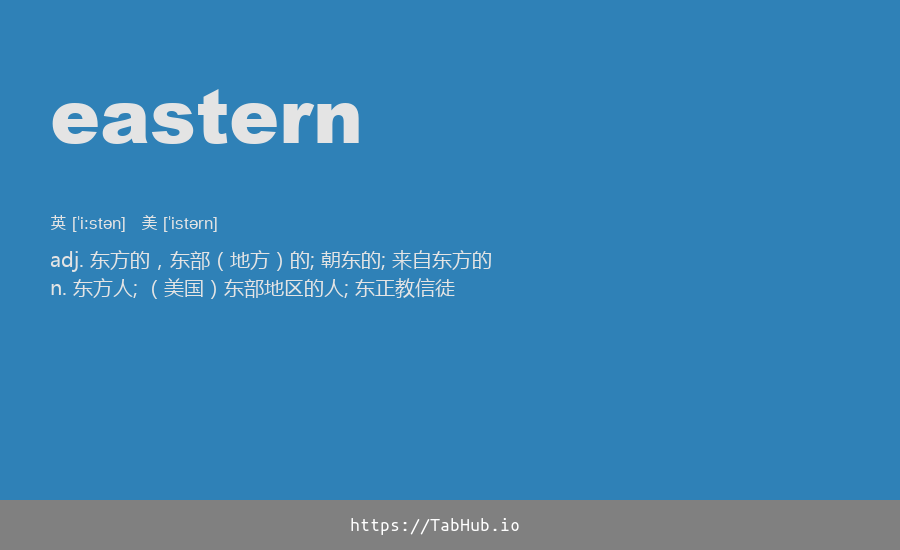 eastern
英 [ˈiːstən] 美 [ˈistərn]
adj. 东方的，东部（地方）的; 朝东的; 来自东方的
n. 东方人; （美国）东部地区的人; 东正教信徒
https://TabHub.io